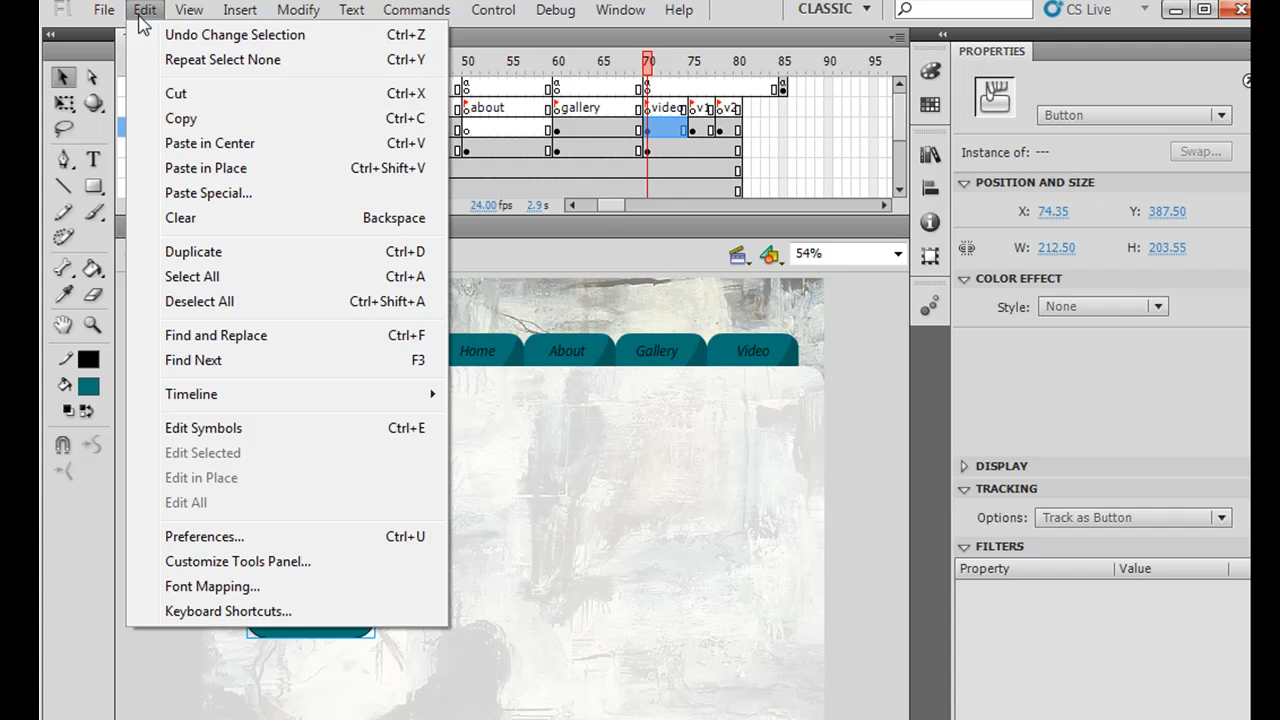 Fl File Edit View Insert Modify Text Commands Control Debug Window Help CLASSIC CS Live
Undo Change Selection Ctrl+Z
Repeat Select None Ctrl+Y
Cut Ctrl+X
Copy Ctrl+C
Paste in Center Ctrl+V
Paste in Place Ctrl+Shift+V
Paste Special...
Clear Backspace
Duplicate Ctrl+D
Select All Ctrl+A
Deselect All Ctrl+Shift+A
Find and Replace Ctrl+F
Find Next F3
Timeline
Edit Symbols Ctrl+E
Edit Selected
Edit in Place
Edit All
Preferences... Ctrl+U
Customize Tools Panel...
Font Mapping...
Keyboard Shortcuts...
50 55 60 65 70 75 80 85 90 95
about gallery video v1 v2
24.00 fps 2.9 s
54%
Home About Gallery Video
PROPERTIES
Button
Instance of: --- Swap...
POSITION AND SIZE
X: 74.35 Y: 387.50
W: 212.50 H: 203.55
COLOR EFFECT
Style: None
DISPLAY
TRACKING
Options: Track as Button
FILTERS
Property Value